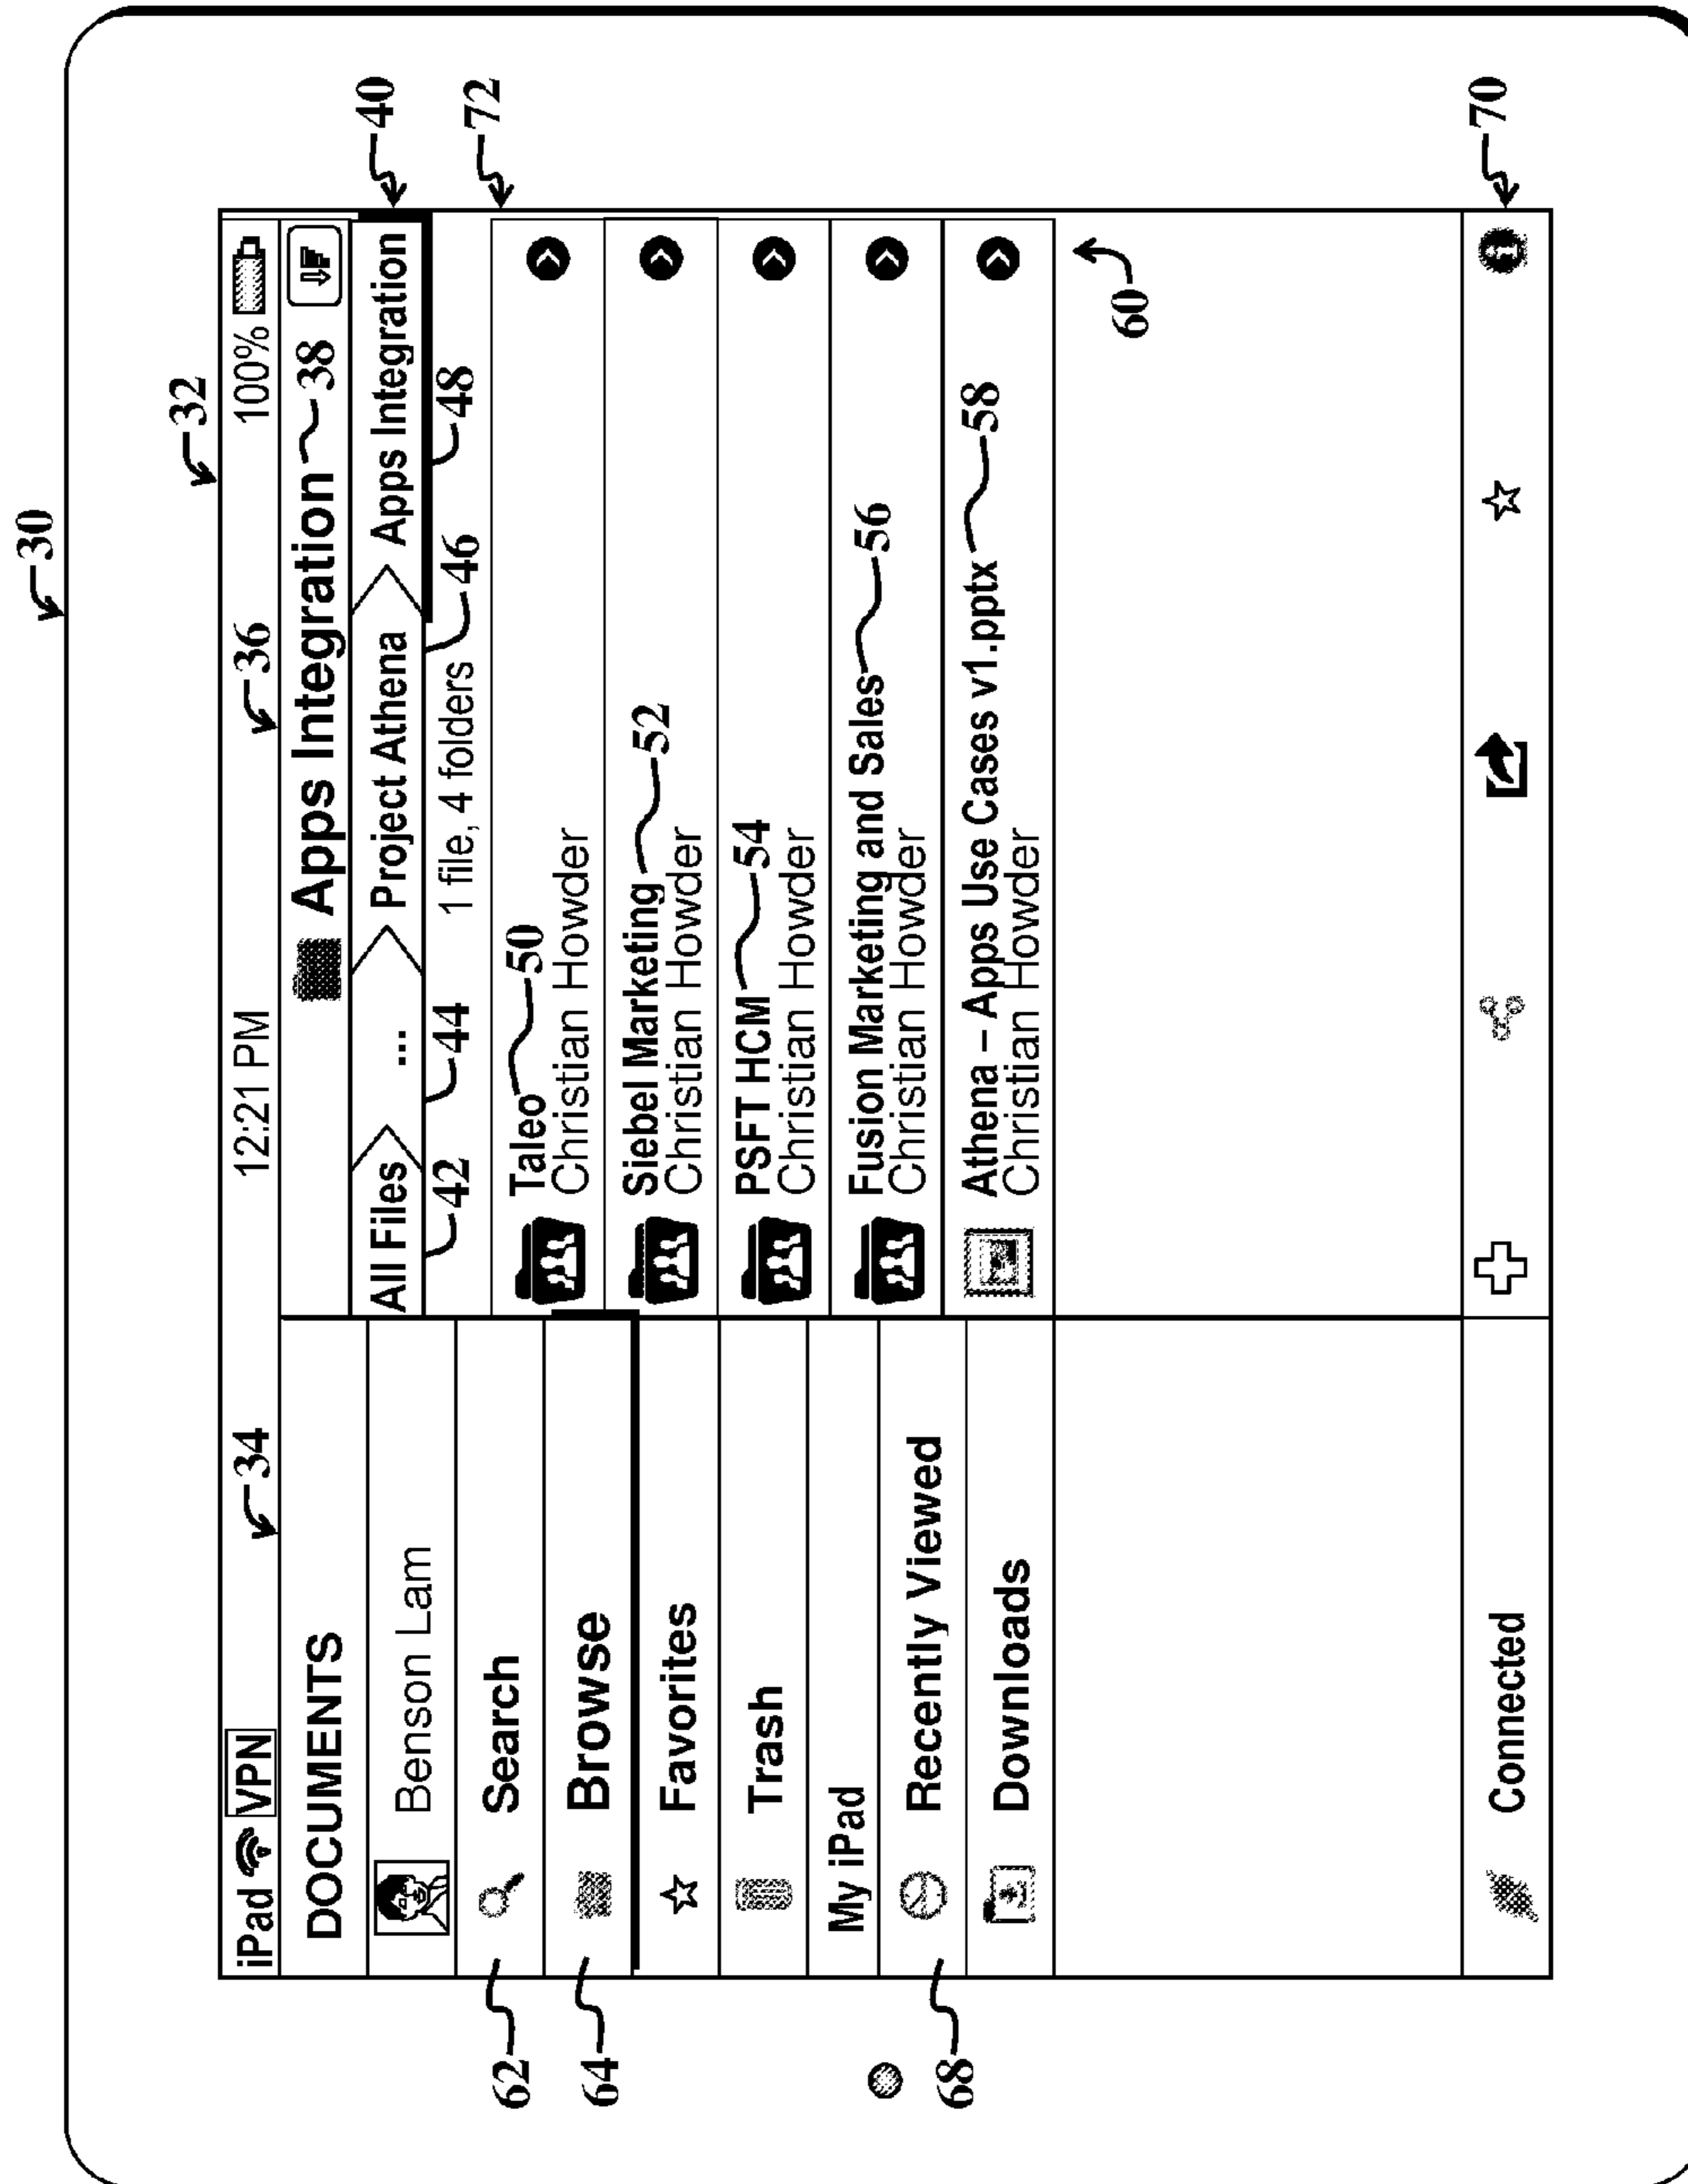 30
32
iPad VPN
34
12:21 PM
36
100%
DOCUMENTS
Apps Integration 38
Benson Lam
All Files ... Project Athena Apps Integration
40
42 44 1 file, 4 folders 46 48
72
62
Search
Taleo 50
Christian Howder
64
Browse
Siebel Marketing 52
Christian Howder
Favorites
PSFT HCM 54
Christian Howder
Trash
Fusion Marketing and Sales 56
Christian Howder
My iPad
68
Recently Viewed
Athena – Apps Use Cases v1.pptx 58
Christian Howder
Downloads
60
Connected
70